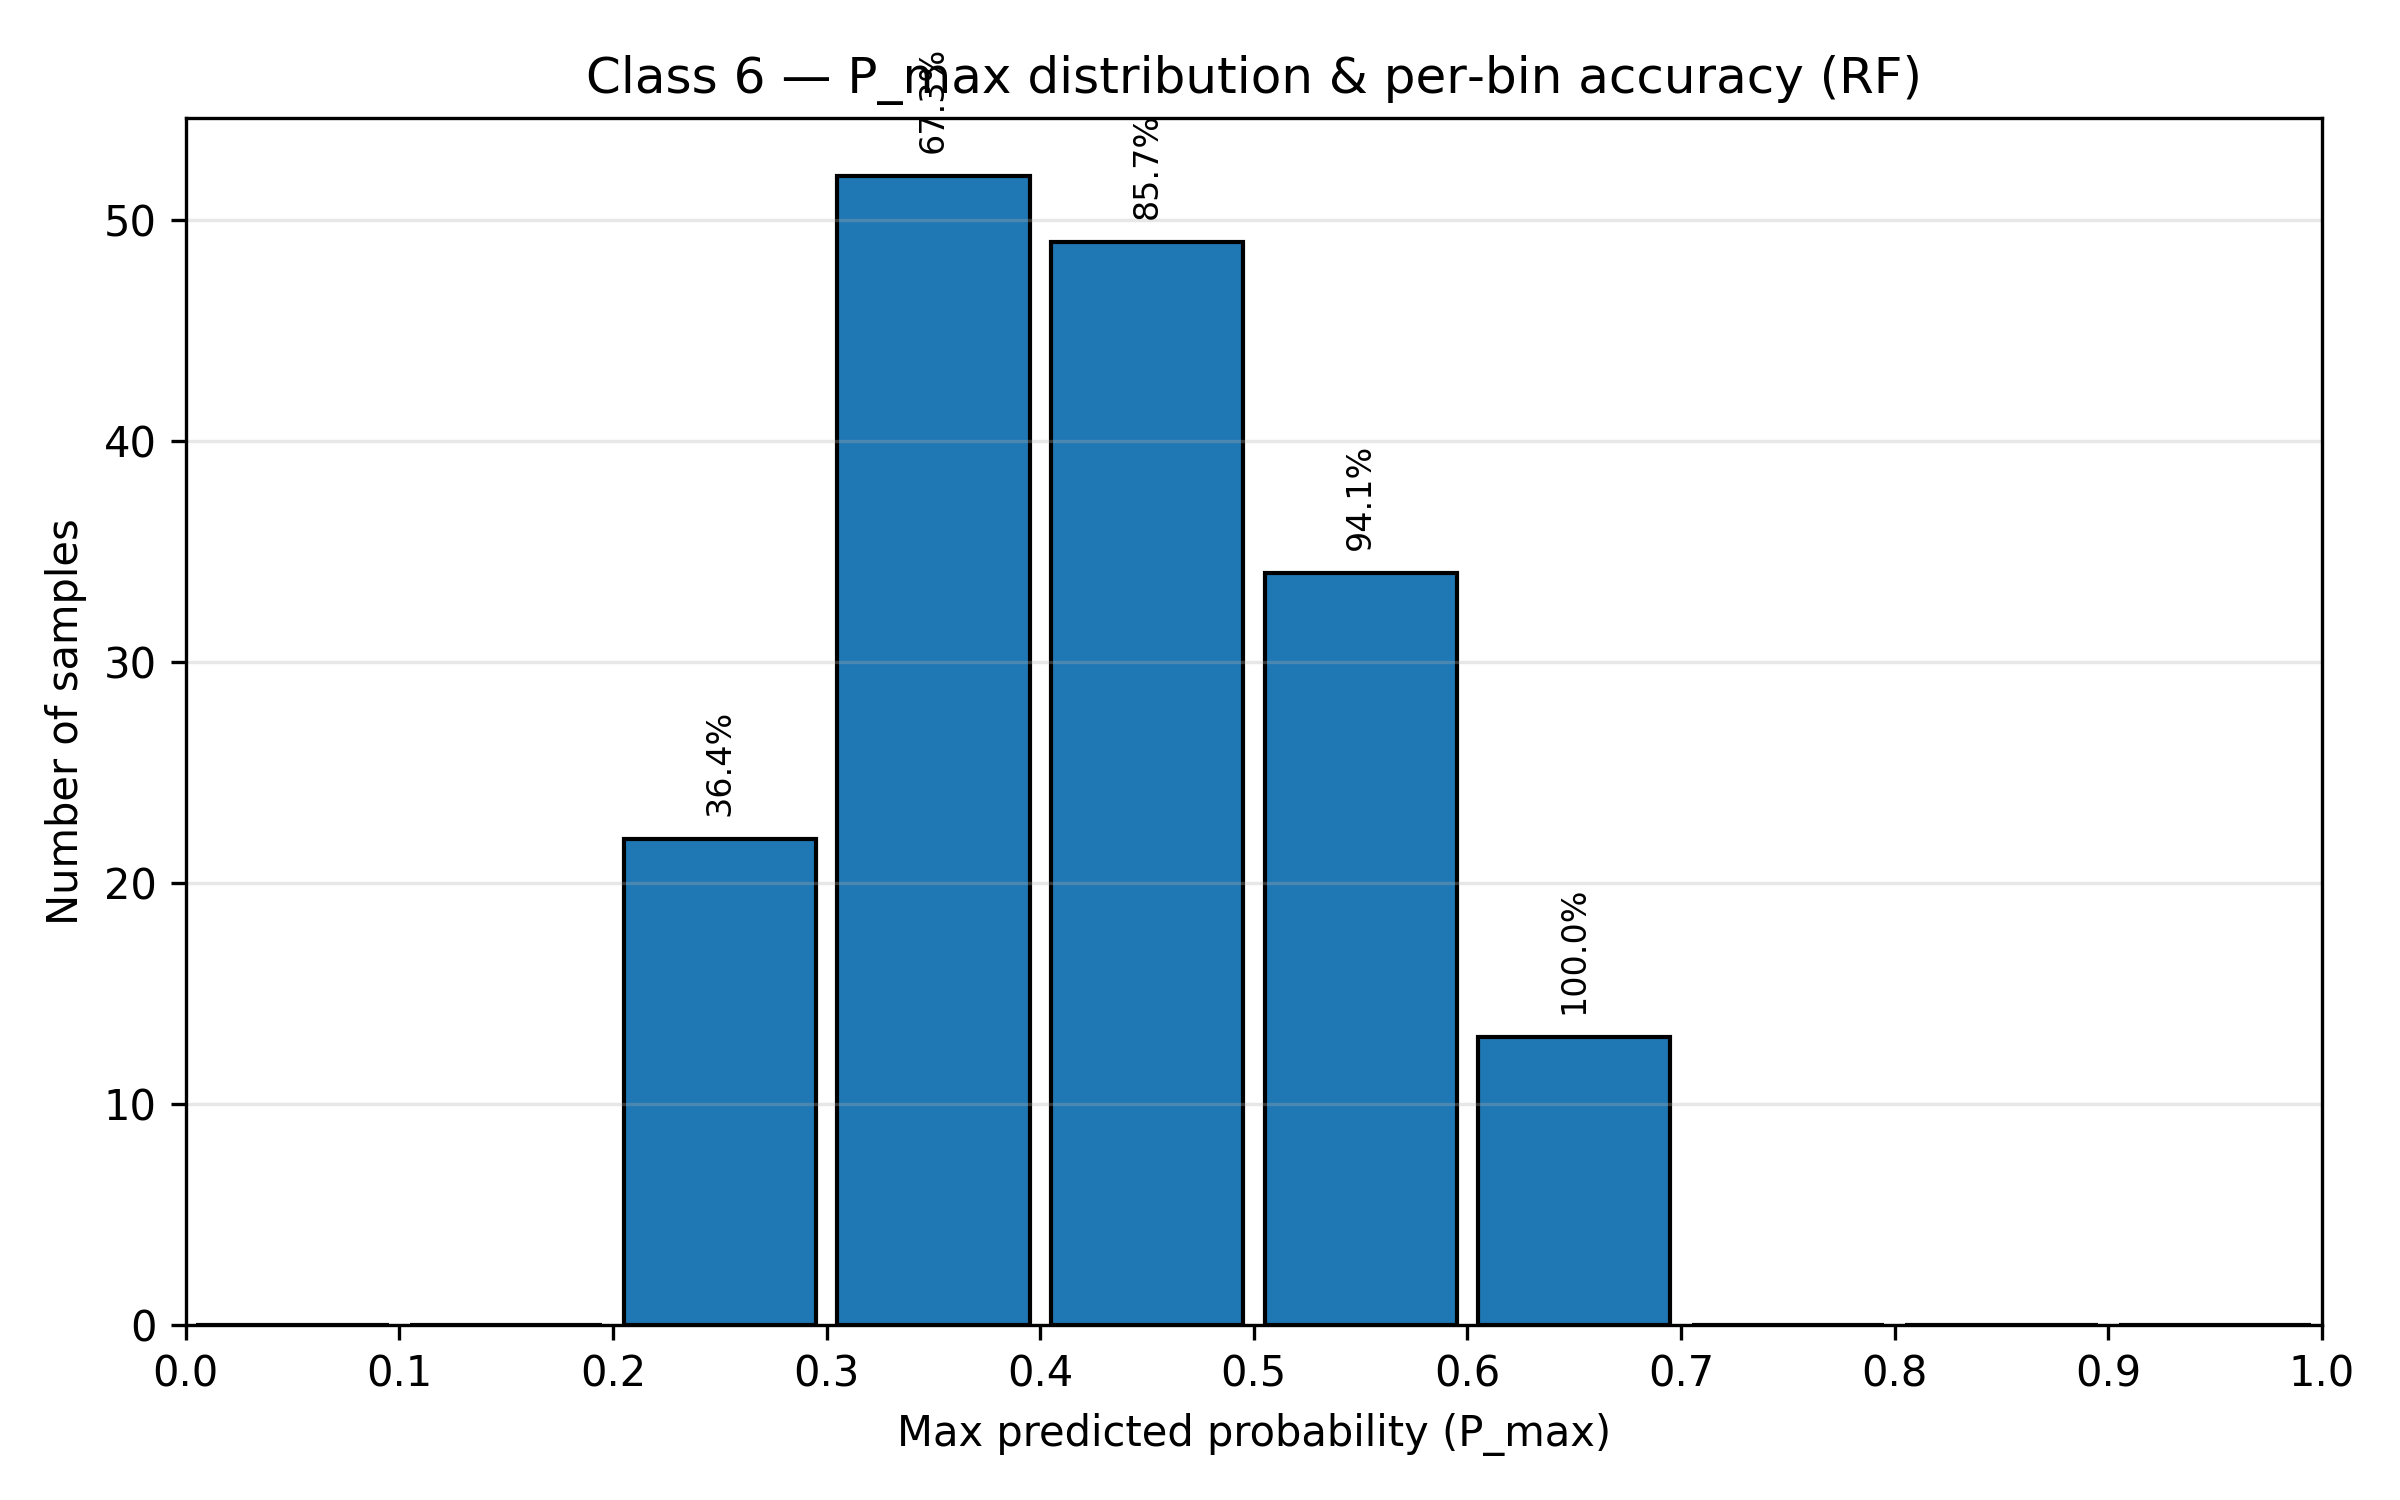 Class 6 — P_max distribution & per-bin accuracy (RF)
67.3%
85.7%
94.1%
36.4%
100.0%
Number of samples
50
40
30
20
10
0
0.0 0.1 0.2 0.3 0.4 0.5 0.6 0.7 0.8 0.9 1.0
Max predicted probability (P_max)